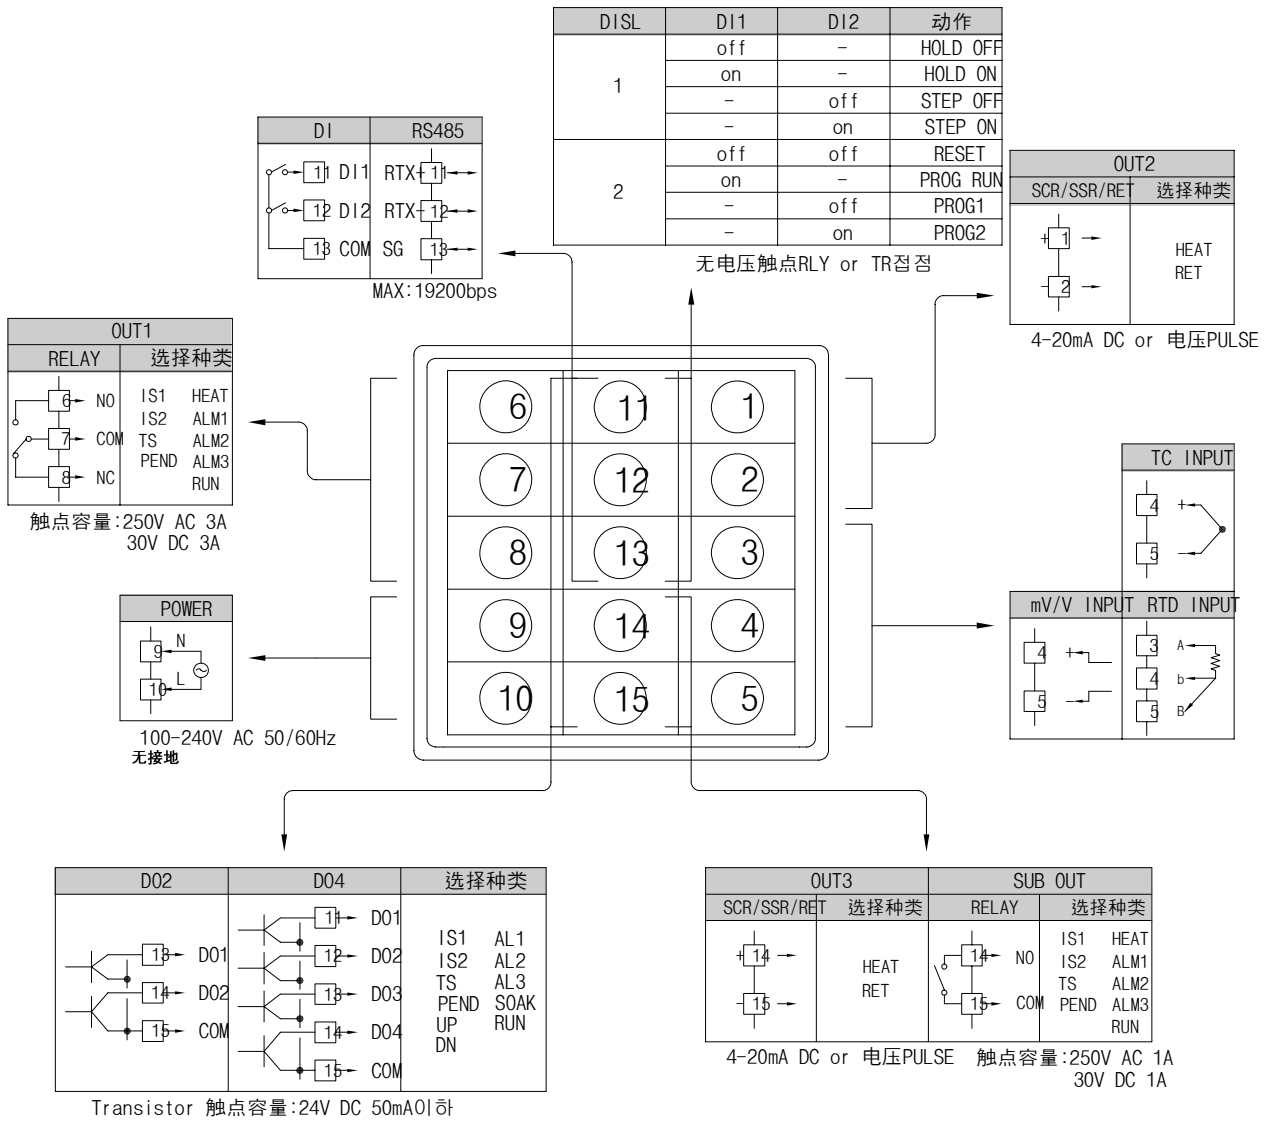 DISL DI1 DI2 动作
1 off - HOLD OFF
on - HOLD ON
- off STEP OFF
- on STEP ON
2 off off RESET
on - PROG RUN
- off PROG1
- on PROG2
无电压触点RLY or TR접점
DI RS485
11 DI1 RTX+ 11
12 DI2 RTX- 12
13 COM SG 13
MAX:19200bps
OUT2
SCR/SSR/RET 选择种类
+ 1
- 2
HEAT
RET
4-20mA DC or 电压PULSE
OUT1
RELAY 选择种类
6 NO
7 COM
8 NC
IS1 HEAT
IS2 ALM1
TS ALM2
PEND ALM3
RUN
触点容量:250V AC 3A
30V DC 3A
6 11 1
7 12 2
8 13 3
9 14 4
10 15 5
TC INPUT
4 +
5 -
POWER
9 N
10 L
100-240V AC 50/60Hz
无接地
mV/V INPUT RTD INPUT
4 +
5 -
3 A
4 b
5 B
DO2 DO4 选择种类
13 DO1
14 DO2
15 COM
11 DO1
12 DO2
13 DO3
14 DO4
15 COM
IS1 AL1
IS2 AL2
TS AL3
PEND SOAK
UP RUN
DN
Transistor 触点容量:24V DC 50mA이하
OUT3 SUB OUT
SCR/SSR/RET 选择种类 RELAY 选择种类
+ 14
- 15
HEAT
RET
14 NO
15 COM
IS1 HEAT
IS2 ALM1
TS ALM2
PEND ALM3
RUN
4-20mA DC or 电压PULSE 触点容量:250V AC 1A
30V DC 1A